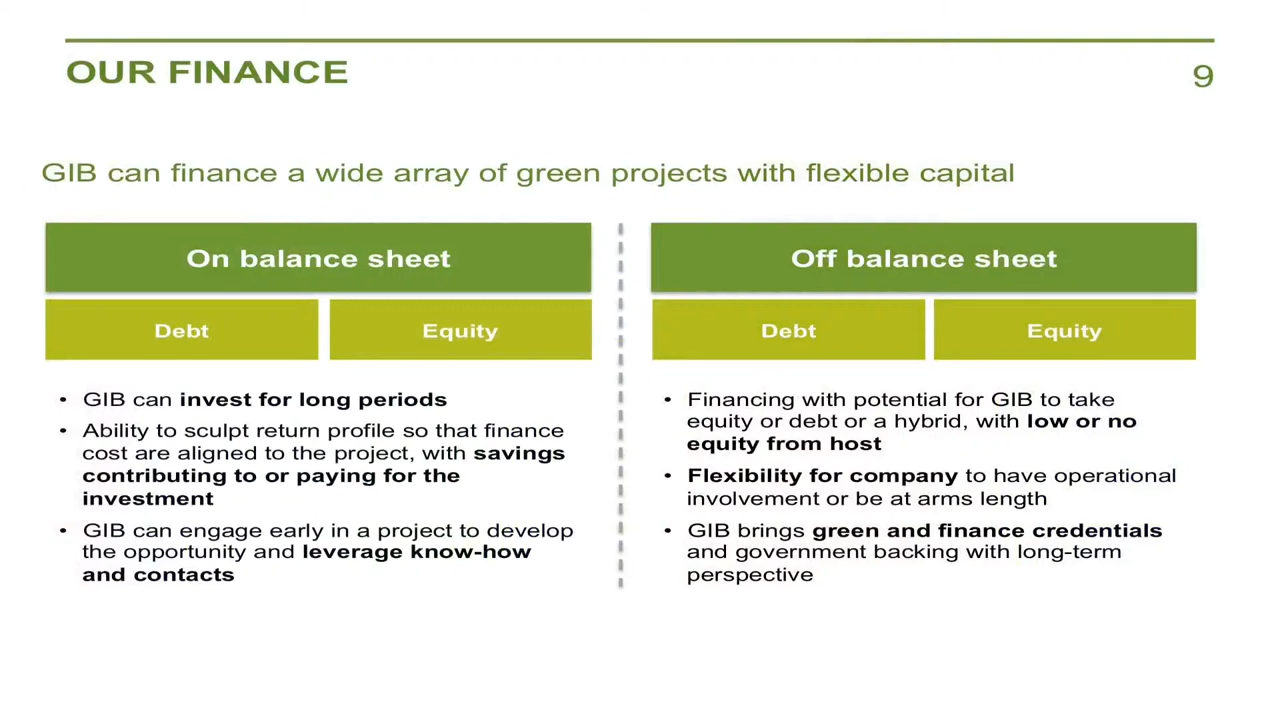 OUR FINANCE
9
GIB can finance a wide array of green projects with flexible capital
On balance sheet
Debt
Equity
• GIB can invest for long periods
• Ability to sculpt return profile so that finance
cost are aligned to the project, with savings
contributing to or paying for the
investment
• GIB can engage early in a project to develop
the opportunity and leverage know-how
and contacts
Off balance sheet
Debt
Equity
• Financing with potential for GIB to take
equity or debt or a hybrid, with low or no
equity from host
• Flexibility for company to have operational
involvement or be at arms length
• GIB brings green and finance credentials
and government backing with long-term
perspective